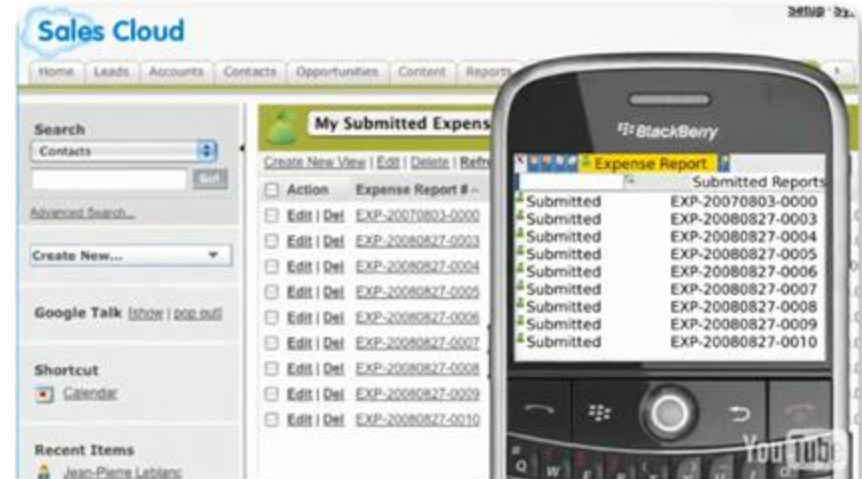 Setup
Sales Cloud
Home Leads Accounts Contacts Opportunities Content Reports
Search
Contacts
Go!
Advanced Search...
Create New...
Google Talk [show | pop out]
Shortcut
Calendar
Recent Items
Jean-Pierre Leblanc
My Submitted Expens
Create New View | Edit | Delete | Refre
Action Expense Report #
Edit | Del EXP-20070803-0000
Edit | Del EXP-20080827-0003
Edit | Del EXP-20080827-0004
Edit | Del EXP-20080827-0005
Edit | Del EXP-20080827-0006
Edit | Del EXP-20080827-0007
Edit | Del EXP-20080827-0008
Edit | Del EXP-20080827-0009
Edit | Del EXP-20080827-0010
BlackBerry
Expense Report
Submitted Reports
Submitted EXP-20070803-0000
Submitted EXP-20080827-0003
Submitted EXP-20080827-0004
Submitted EXP-20080827-0005
Submitted EXP-20080827-0006
Submitted EXP-20080827-0007
Submitted EXP-20080827-0008
Submitted EXP-20080827-0009
Submitted EXP-20080827-0010
YouTube